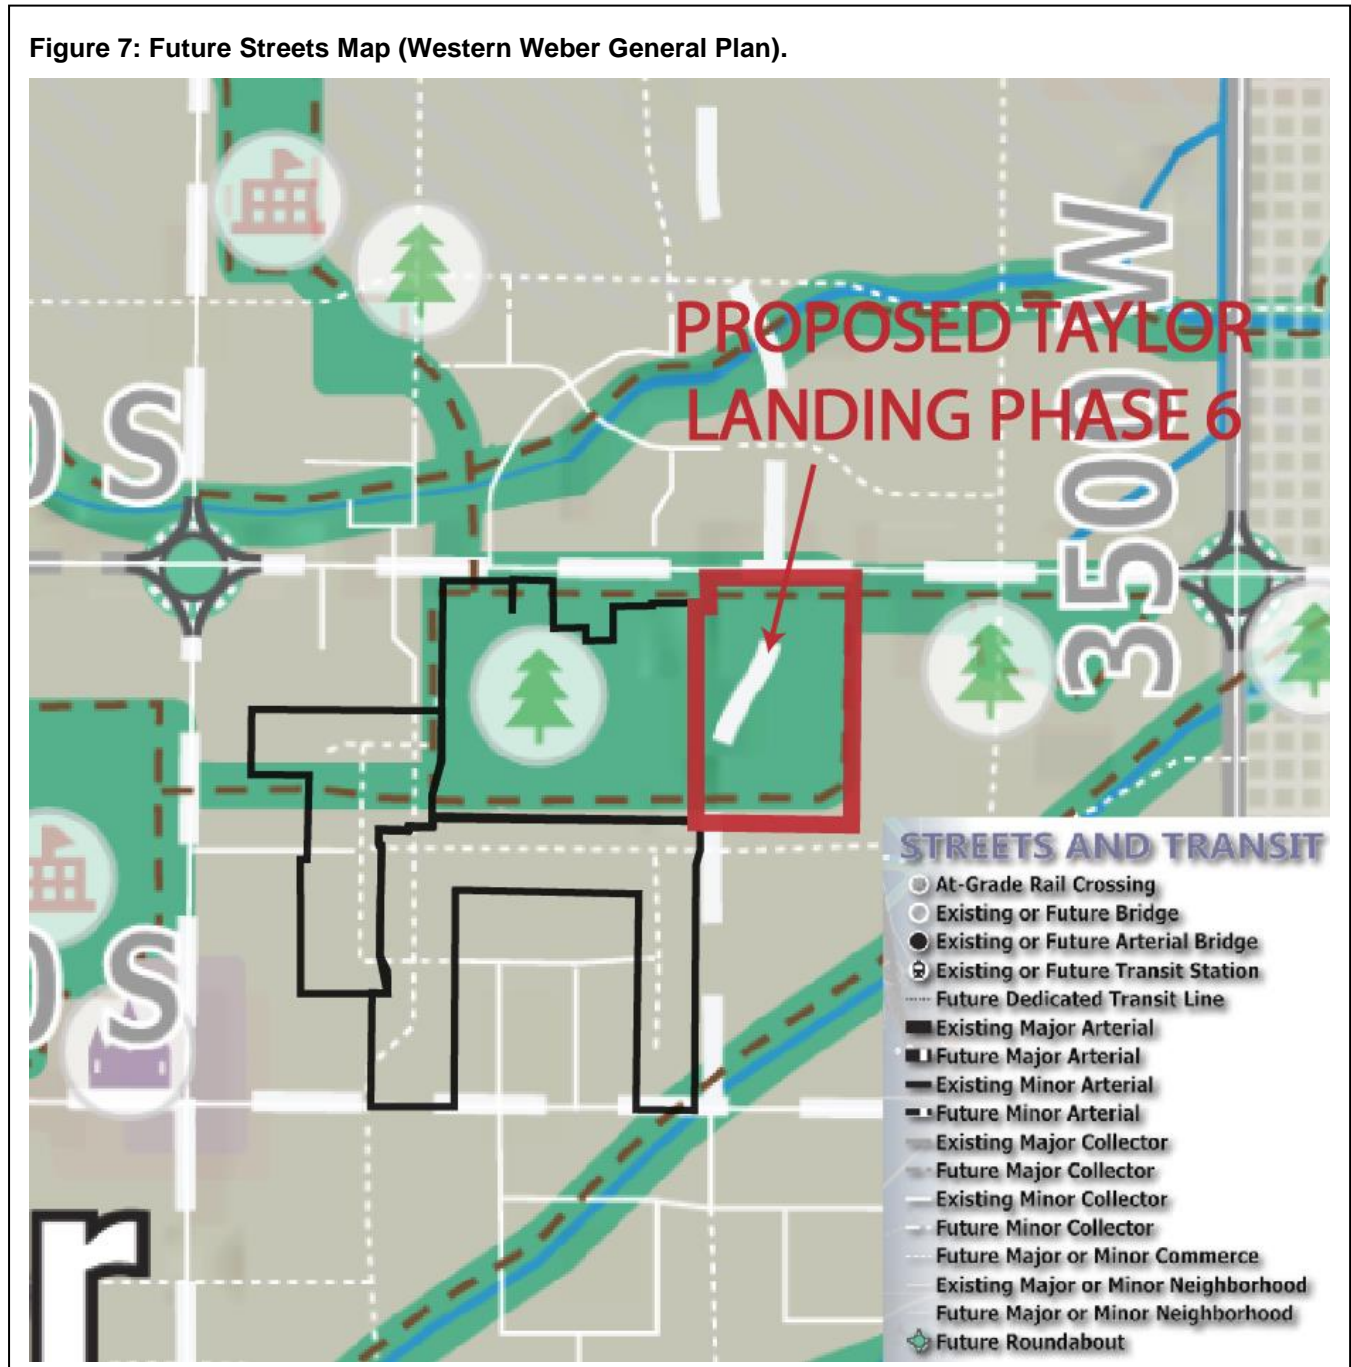 Figure 7: Future Streets Map (Western Weber General Plan).
PROPOSED TAYLOR
LANDING PHASE 6
3500 W
0 S
0 S
r
STREETS AND TRANSIT
At-Grade Rail Crossing
Existing or Future Bridge
Existing or Future Arterial Bridge
Existing or Future Transit Station
Future Dedicated Transit Line
Existing Major Arterial
Future Major Arterial
Existing Minor Arterial
Future Minor Arterial
Existing Major Collector
Future Major Collector
Existing Minor Collector
Future Minor Collector
Future Major or Minor Commerce
Existing Major or Minor Neighborhood
Future Major or Minor Neighborhood
Future Roundabout